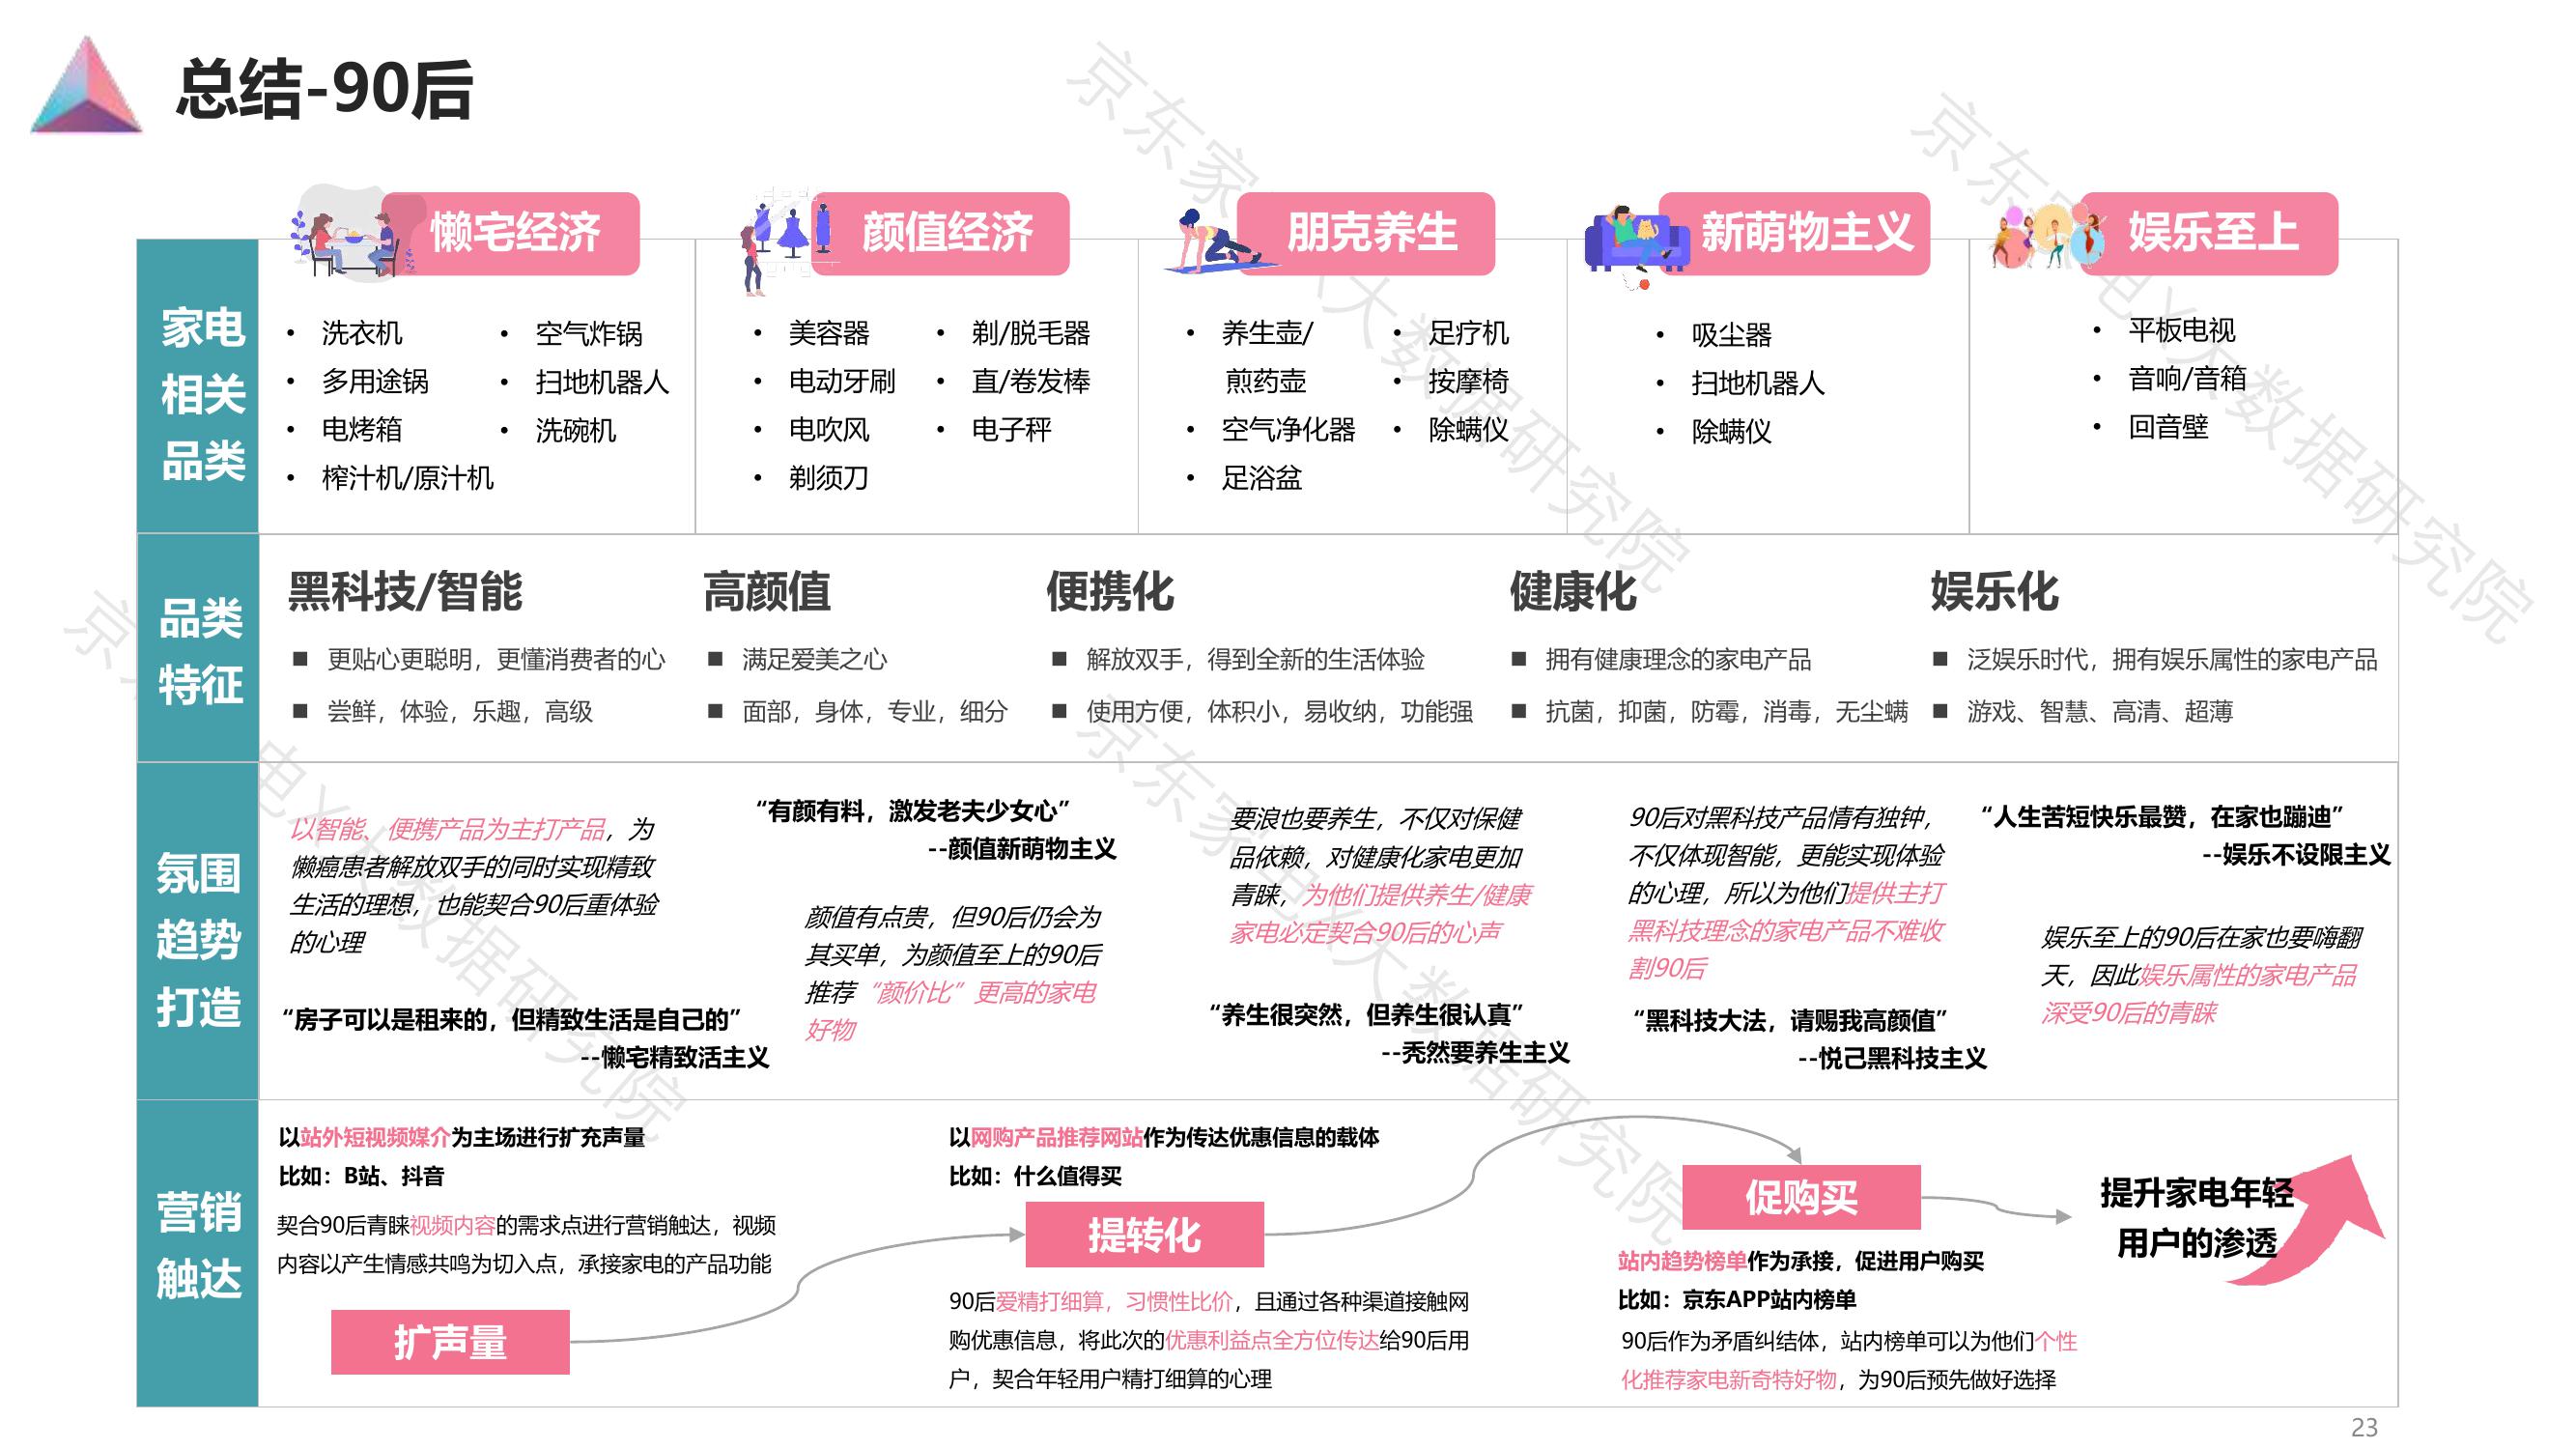 总结-90后
懒宅经济
颜值经济
朋克养生
新萌物主义
娱乐至上
家电
相关
品类
• 洗衣机
• 多用途锅
• 电烤箱
• 榨汁机/原汁机
• 空气炸锅
• 扫地机器人
• 洗碗机
• 美容器
• 电动牙刷
• 电吹风
• 剃须刀
• 剃/脱毛器
• 直/卷发棒
• 电子秤
• 养生壶/
煎药壶
• 空气净化器
• 足浴盆
• 足疗机
• 按摩椅
• 除螨仪
• 吸尘器
• 扫地机器人
• 除螨仪
• 平板电视
• 音响/音箱
• 回音壁
品类
特征
黑科技/智能
■ 更贴心更聪明，更懂消费者的心
■ 尝鲜，体验，乐趣，高级
高颜值
■ 满足爱美之心
■ 面部，身体，专业，细分
便携化
■ 解放双手，得到全新的生活体验
■ 使用方便，体积小，易收纳，功能强
健康化
■ 拥有健康理念的家电产品
■ 抗菌，抑菌，防霉，消毒，无尘螨
娱乐化
■ 泛娱乐时代，拥有娱乐属性的家电产品
■ 游戏、智慧、高清、超薄
氛围
趋势
打造
以智能、便携产品为主打产品，为
懒癌患者解放双手的同时实现精致
生活的理想，也能契合90后重体验
的心理
“房子可以是租来的，但精致生活是自己的”
--懒宅精致活主义
“有颜有料，激发老夫少女心”
--颜值新萌物主义
颜值有点贵，但90后仍会为
其买单，为颜值至上的90后
推荐“颜价比”更高的家电
好物
要浪也要养生，不仅对保健
品依赖，对健康化家电更加
青睐，为他们提供养生/健康
家电必定契合90后的心声
“养生很突然，但养生很认真”
--秃然要养生主义
90后对黑科技产品情有独钟，
不仅体现智能，更能实现体验
的心理，所以为他们提供主打
黑科技理念的家电产品不难收
割90后
“黑科技大法，请赐我高颜值”
--悦己黑科技主义
“人生苦短快乐最赞，在家也蹦迪”
--娱乐不设限主义
娱乐至上的90后在家也要嗨翻
天，因此娱乐属性的家电产品
深受90后的青睐
营销
触达
以站外短视频媒介为主场进行扩充声量
比如：B站、抖音
契合90后青睐视频内容的需求点进行营销触达，视频
内容以产生情感共鸣为切入点，承接家电的产品功能
扩声量
以网购产品推荐网站作为传达优惠信息的载体
比如：什么值得买
提转化
90后爱精打细算，习惯性比价，且通过各种渠道接触网
购优惠信息，将此次的优惠利益点全方位传达给90后用
户，契合年轻用户精打细算的心理
促购买
站内趋势榜单作为承接，促进用户购买
比如：京东APP站内榜单
90后作为矛盾纠结体，站内榜单可以为他们个性
化推荐家电新奇特好物，为90后预先做好选择
提升家电年轻
用户的渗透
23
京东家电X大数据研究院
京东家电X大数据研究院
京东家电X大数据研究院
京东家电X大数据研究院